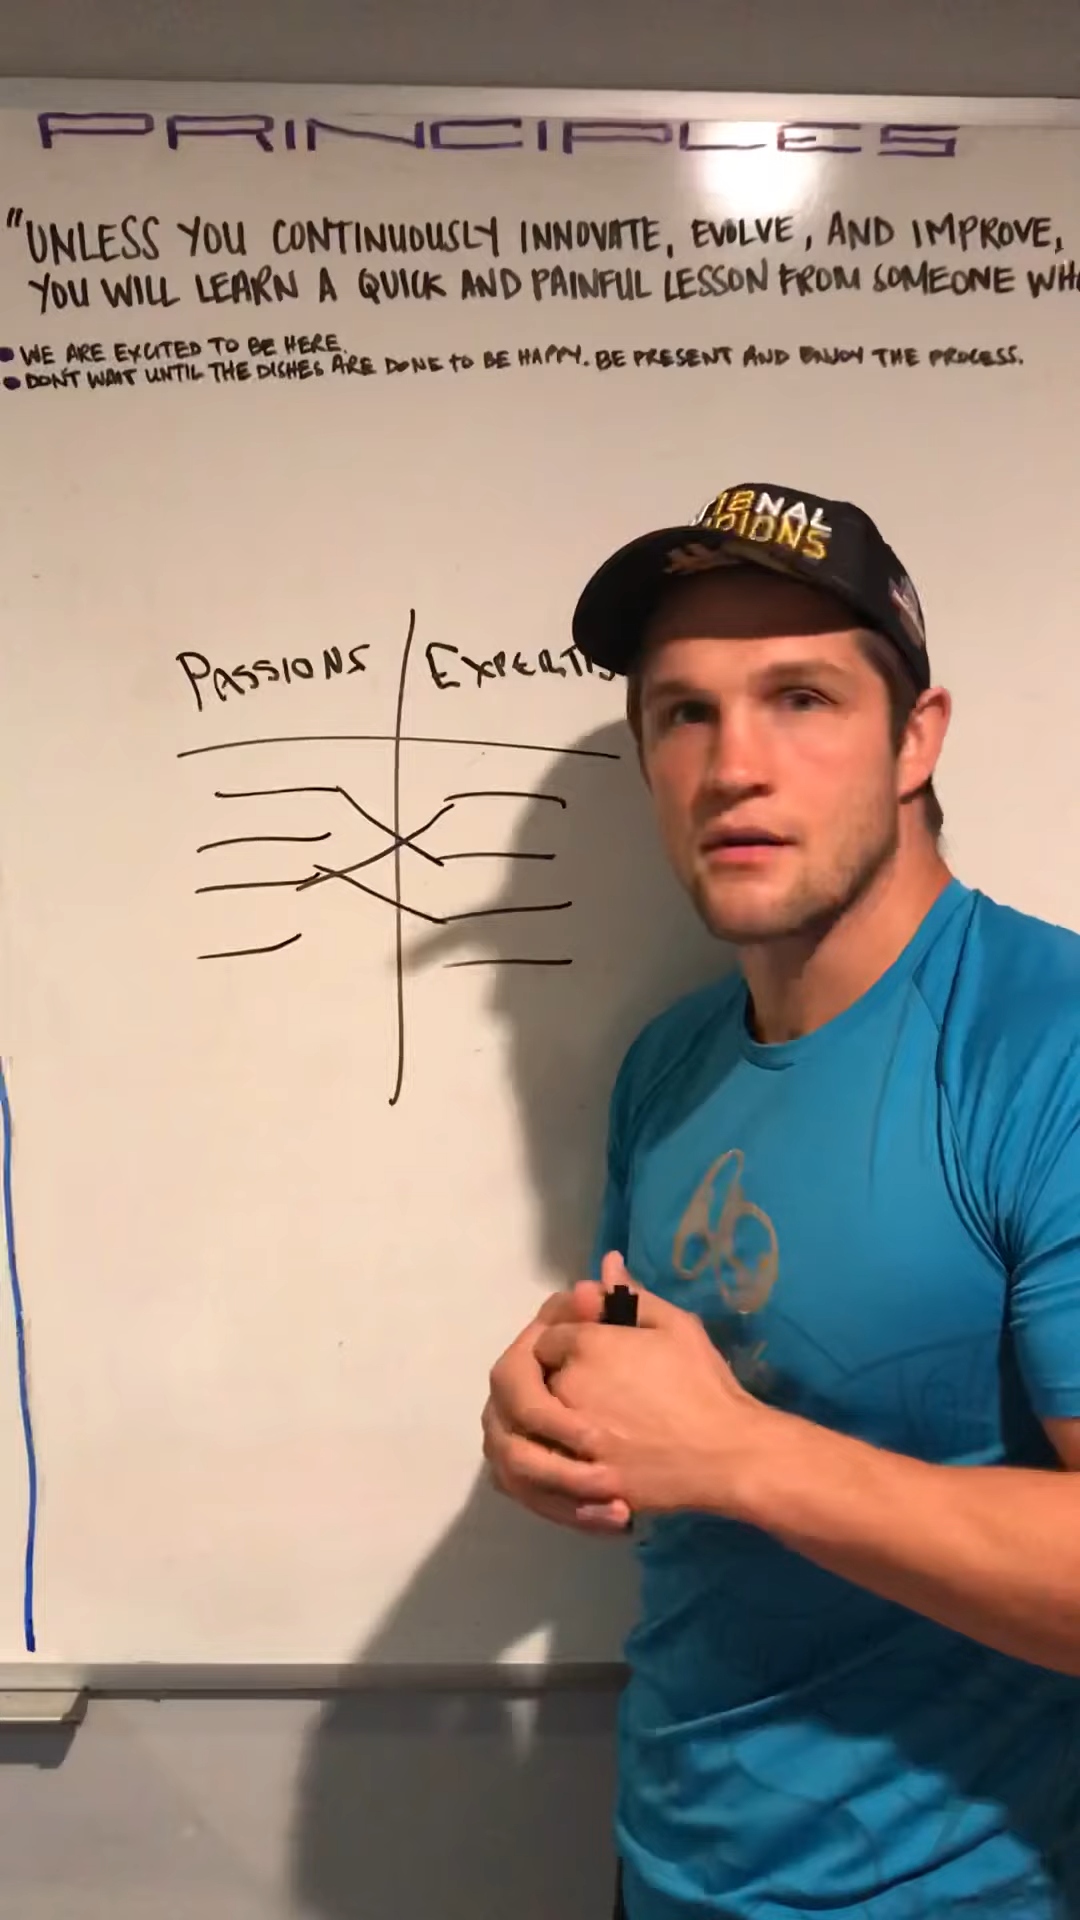 PRINCIPLES
"UNLESS YOU CONTINUOUSLY INNOVATE, EVOLVE, AND IMPROVE,
YOU WILL LEARN A QUICK AND PAINFUL LESSON FROM SOMEONE WH
• WE ARE EXCITED TO BE HERE.
• DON'T WAIT UNTIL THE DISHES ARE DONE TO BE HAPPY. BE PRESENT AND ENJOY THE PROCESS.
PASSIONS EXPERTIS